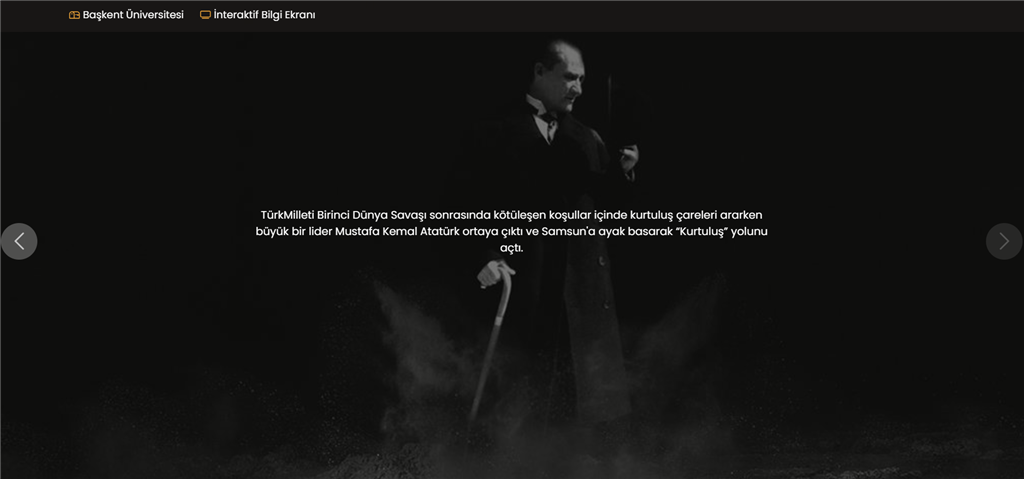 Başkent Üniversitesi İnteraktif Bilgi Ekranı
TürkMilleti Birinci Dünya Savaşı sonrasında kötüleşen koşullar içinde kurtuluş çareleri ararken
büyük bir lider Mustafa Kemal Atatürk ortaya çıktı ve Samsun'a ayak basarak “Kurtuluş” yolunu
açtı.